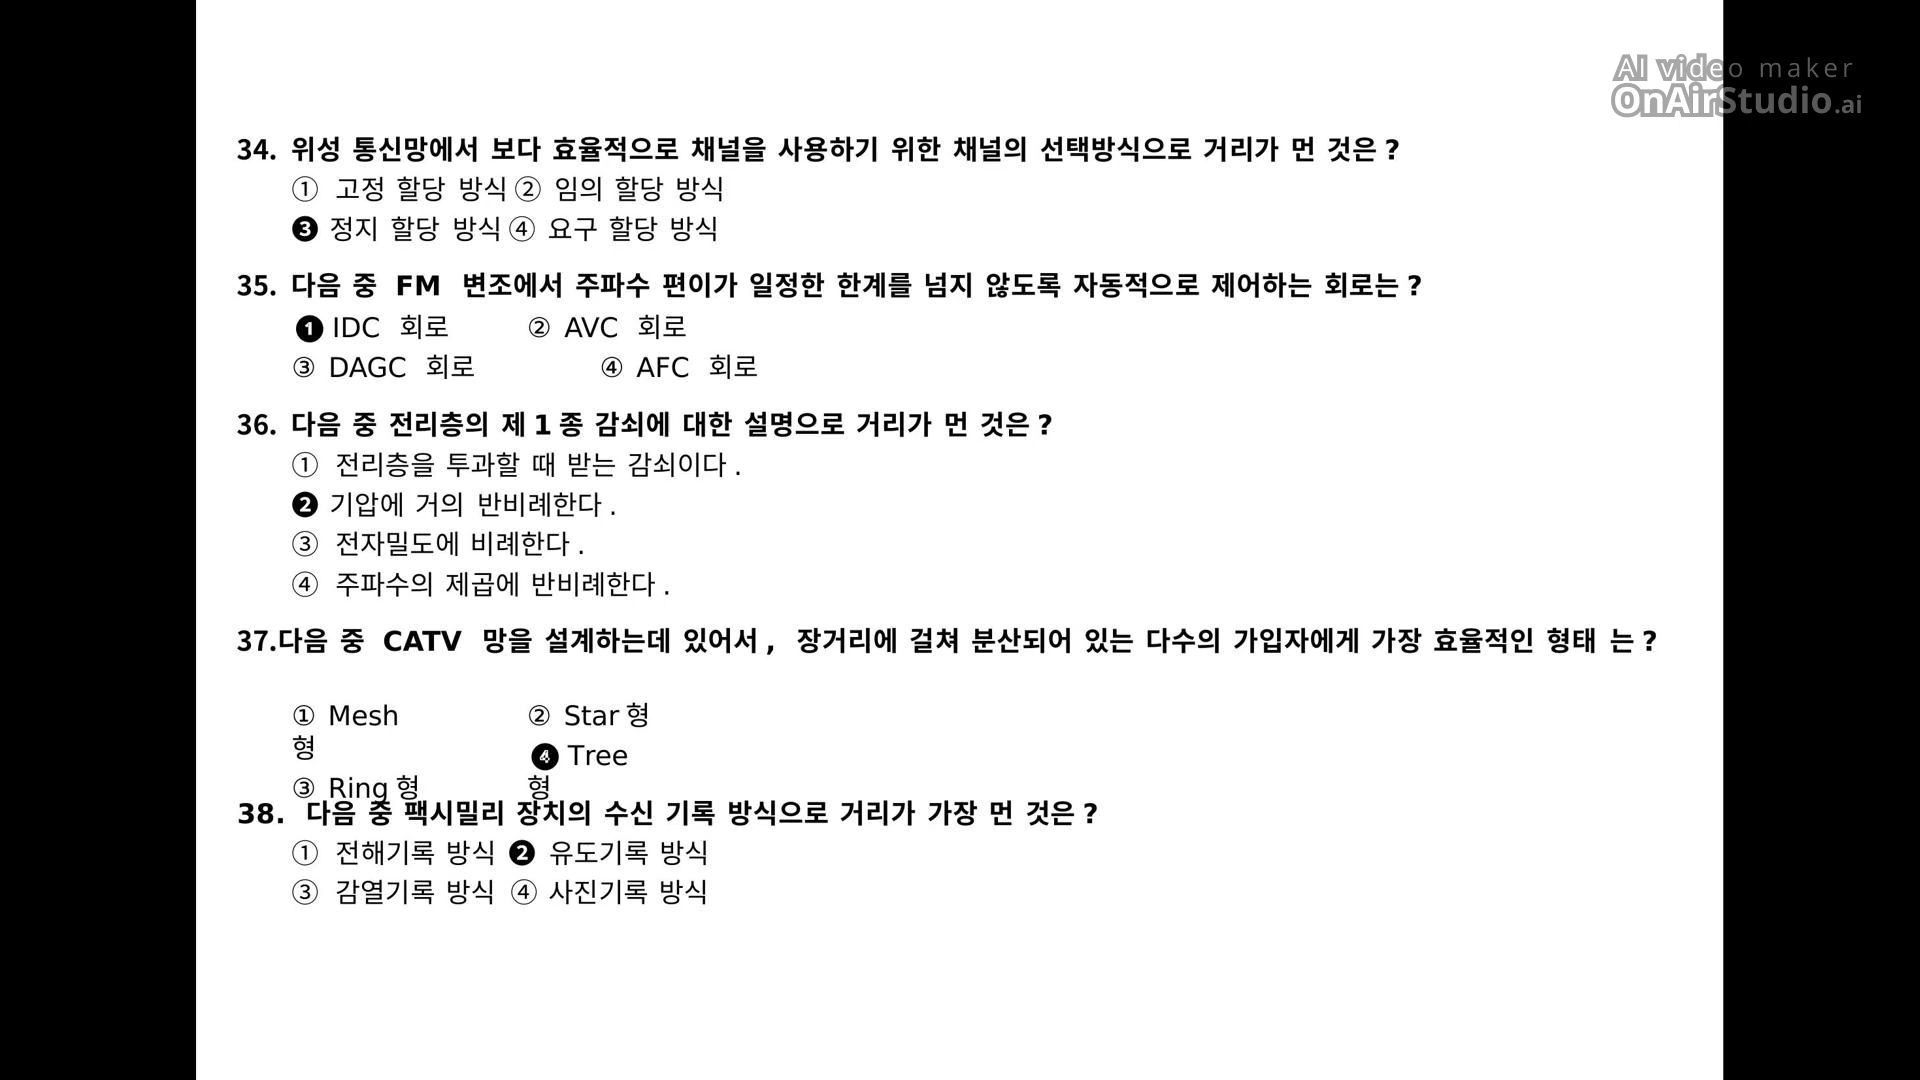 AI video maker
OnAirStudio.ai
34. 위성 통신망에서 보다 효율적으로 채널을 사용하기 위한 채널의 선택방식으로 거리가 먼 것은 ?
① 고정 할당 방식 ② 임의 할당 방식
❸ 정지 할당 방식 ④ 요구 할당 방식
35. 다음 중 FM 변조에서 주파수 편이가 일정한 한계를 넘지 않도록 자동적으로 제어하는 회로는 ?
❶ IDC 회로 ② AVC 회로
③ DAGC 회로 ④ AFC 회로
36. 다음 중 전리층의 제 1 종 감쇠에 대한 설명으로 거리가 먼 것은 ?
① 전리층을 투과할 때 받는 감쇠이다 .
❷ 기압에 거의 반비례한다 .
③ 전자밀도에 비례한다 .
④ 주파수의 제곱에 반비례한다 .
37.다음 중 CATV 망을 설계하는데 있어서 , 장거리에 걸쳐 분산되어 있는 다수의 가입자에게 가장 효율적인 형태 는 ?
① Mesh
형
③ Ring 형
② Star 형
❹ Tree
형
38. 다음 중 팩시밀리 장치의 수신 기록 방식으로 거리가 가장 먼 것은 ?
① 전해기록 방식 ❷ 유도기록 방식
③ 감열기록 방식 ④ 사진기록 방식